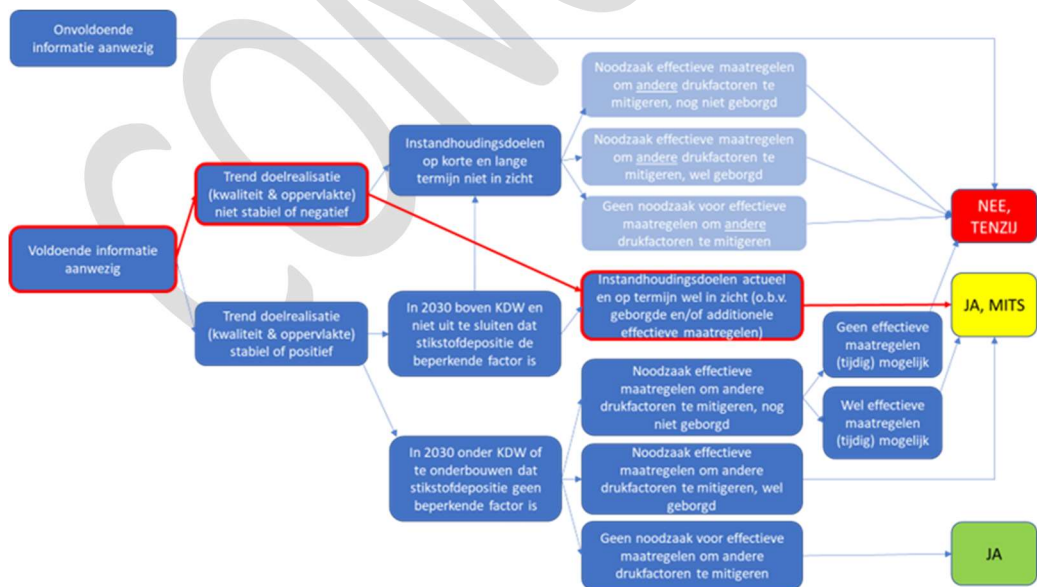 Onvoldoende
informatie aanwezig
Noodzaak effectieve maatregelen
om andere drukfactoren te
mitigeren, nog niet geborgd
Instandhoudingsdoelen
op korte en lange
termijn niet in zicht
Noodzaak effectieve maatregelen
om andere drukfactoren te
mitigeren, wel geborgd
Trend doelrealisatie
(kwaliteit & oppervlakte)
niet stabiel of negatief
Geen noodzaak voor effectieve
maatregelen om andere
drukfactoren te mitigeren
NEE,
TENZIJ
Voldoende informatie
aanwezig
Instandhoudingsdoelen actueel
en op termijn wel in zicht (o.b.v.
geborgde en/of additionele
effectieve maatregelen)
JA, MITS
Trend doelrealisatie
(kwaliteit & oppervlakte)
stabiel of positief
In 2030 boven KDW en
niet uit te sluiten dat
stikstofdepositie de
beperkende factor is
Geen effectieve
maatregelen
(tijdig) mogelijk
Noodzaak effectieve
maatregelen om andere
drukfactoren te mitigeren, nog
niet geborgd
Wel effectieve
maatregelen
(tijdig) mogelijk
In 2030 onder KDW of
te onderbouwen dat
stikstofdepositie geen
beperkende factor is
Noodzaak effectieve
maatregelen om andere
drukfactoren te mitigeren, wel
geborgd
Geen noodzaak voor effectieve
maatregelen om andere
drukfactoren te mitigeren
JA